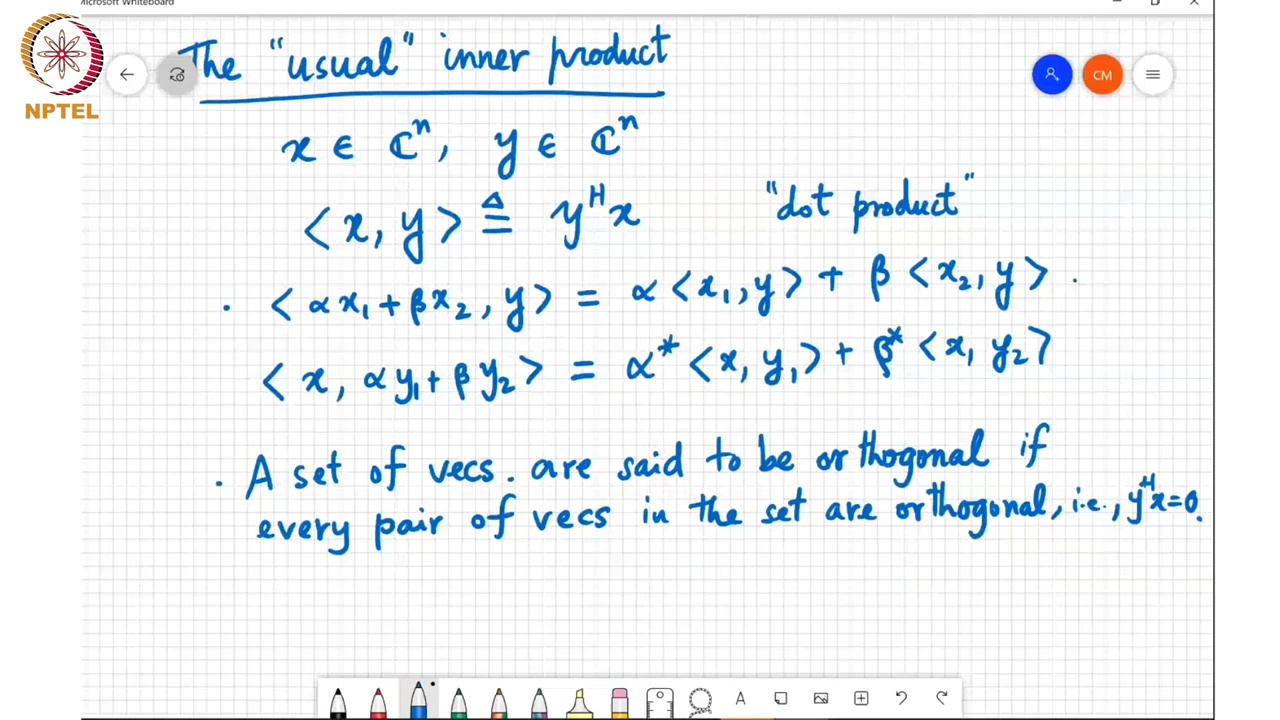 Microsoft Whiteboard
NPTEL
CM
The "usual" inner product
x ∈ ℂⁿ, y ∈ ℂⁿ
<x, y> ≜ yᴴx "dot product"
. <αx₁+βx₂, y> = α<x₁, y> + β<x₂, y>.
<x, αy₁+βy₂> = α*<x, y₁> + β*<x, y₂>
. A set of vecs. are said to be orthogonal if
every pair of vecs in the set are orthogonal, i.e., yᴴx=0.
A